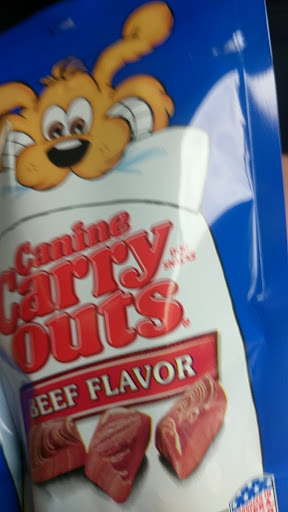 Canine
Carry
Outs
BEEF FLAVOR